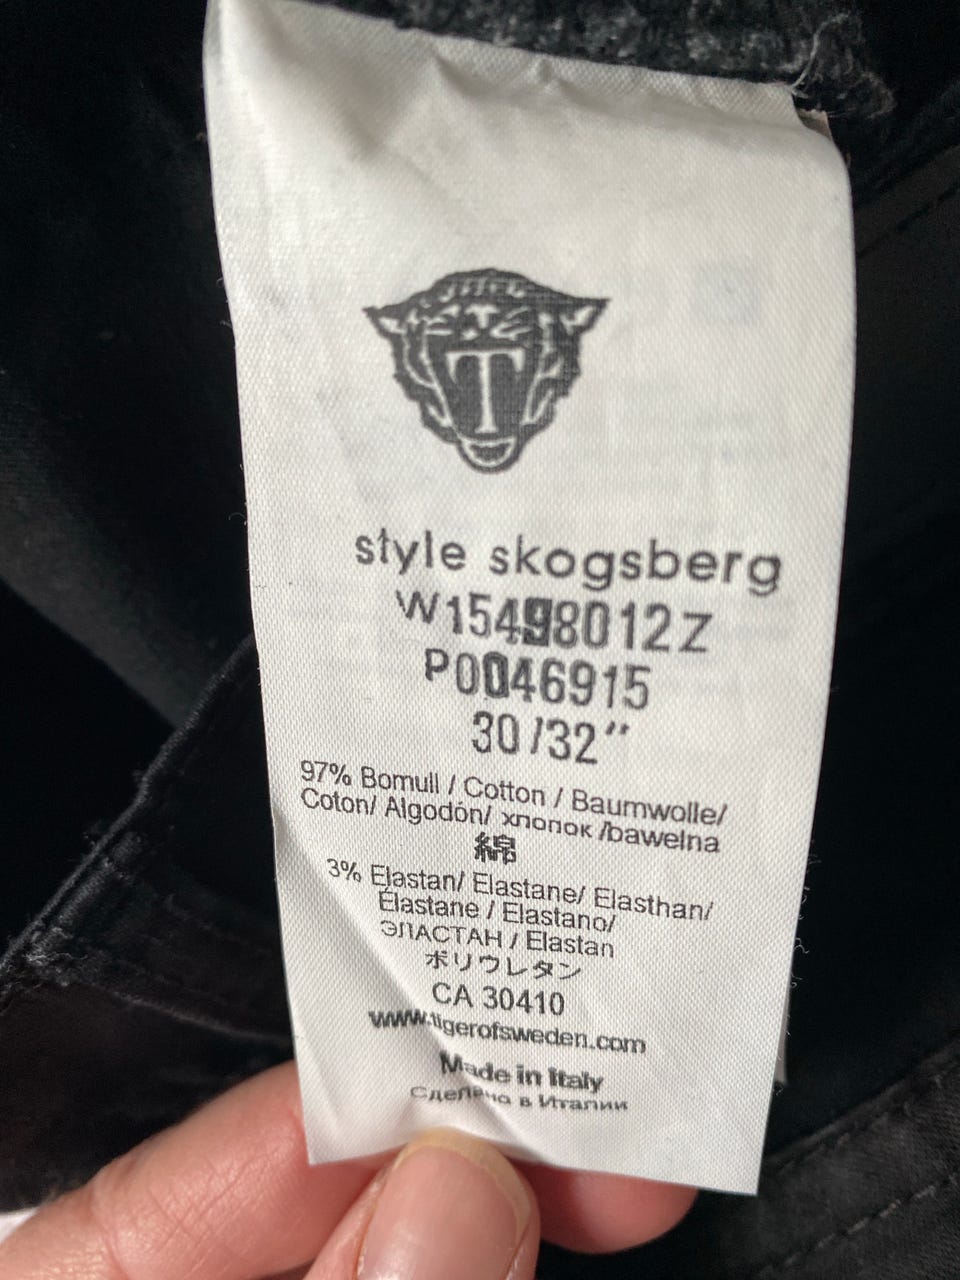 T
style skogsberg
W15498012Z
P0046915
30/32"
97% Bomull / Cotton / Baumwolle/
Coton/ Algodón/ хлопок /bawełna
綿
3% Elastan/ Elastane/ Elasthan/
Élastane / Elastano/
ЭЛАСТАН / Elastan
ポリウレタン
CA 30410
www.tigerofsweden.com
Made in Italy
Сделано в Италии